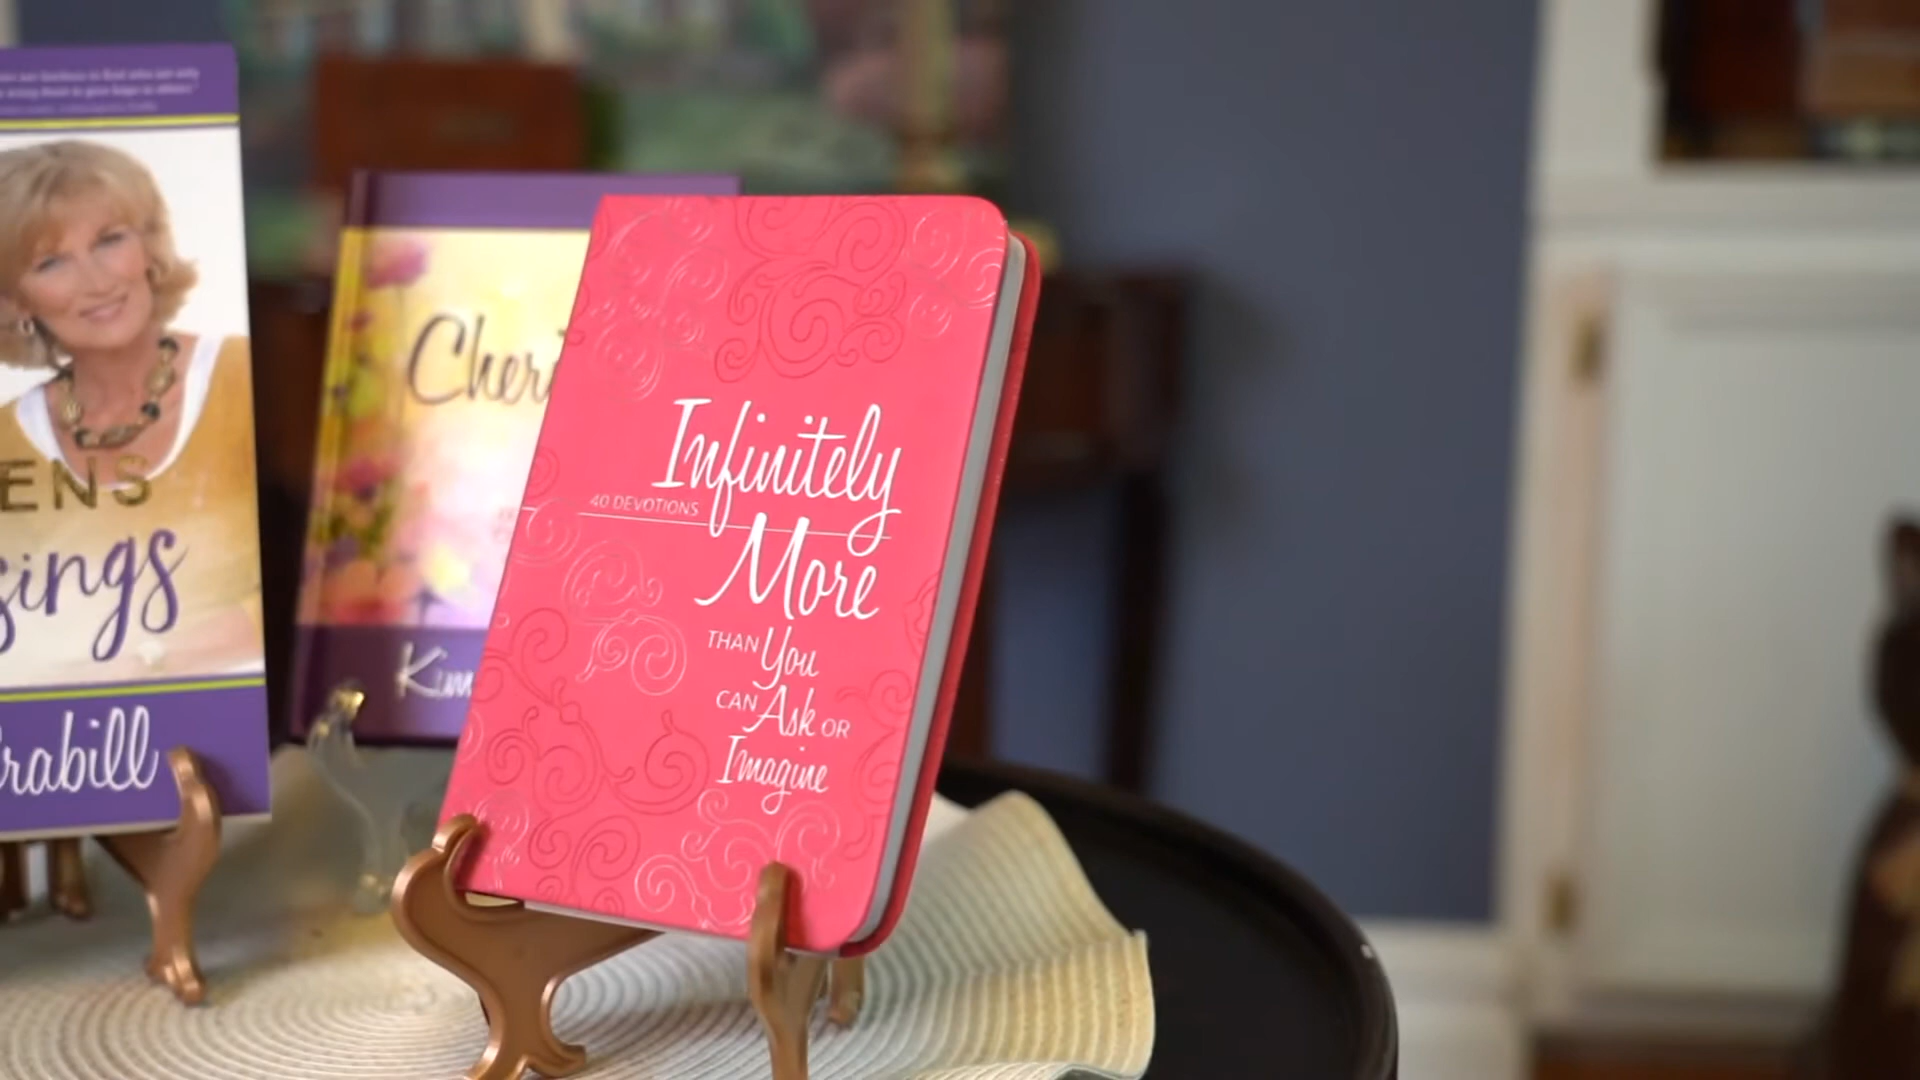 ENS
sings
rabill
Cheri
Kim
Infinitely
40 DEVOTIONS
More
THAN You
CAN Ask OR
Imagine